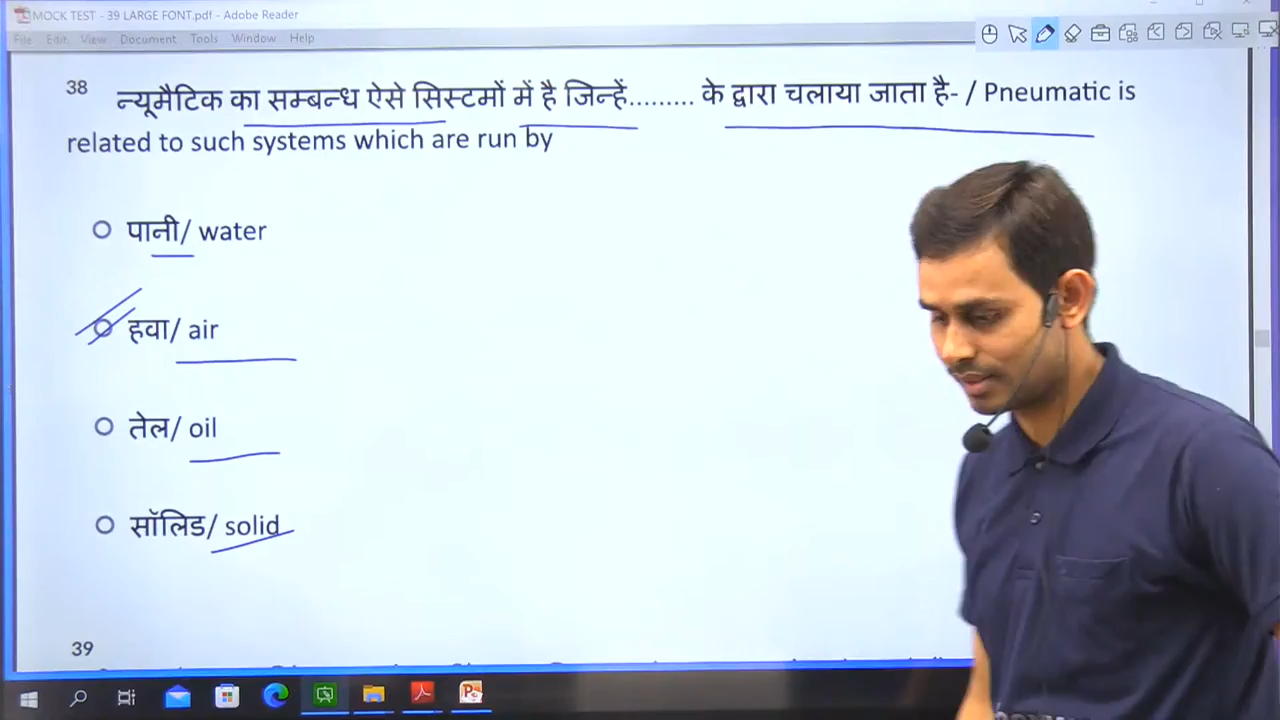 MOCK TEST - 39 LARGE FONT.pdf - Adobe Reader
File Edit View Document Tools Window Help
38 न्यूमैटिक का सम्बन्ध ऐसे सिस्टमों में है जिन्हें......... के द्वारा चलाया जाता है- / Pneumatic is
related to such systems which are run by
पानी/ water
हवा/ air
तेल/ oil
सॉलिड/ solid
39